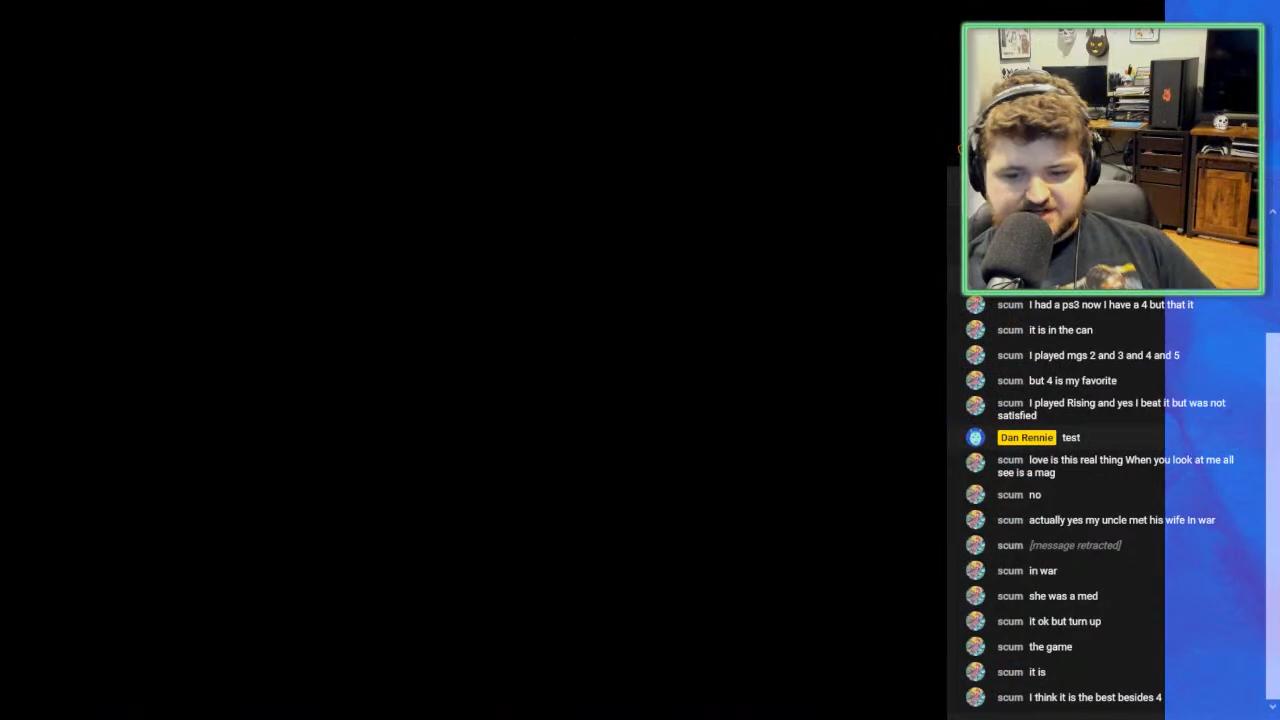 scum I had a ps3 now I have a 4 but that it
scum it is in the can
scum I played mgs 2 and 3 and 4 and 5
scum but 4 is my favorite
scum I played Rising and yes I beat it but was not
satisfied
Dan Rennie test
scum love is this real thing When you look at me all
see is a mag
scum no
scum actually yes my uncle met his wife In war
scum [message retracted]
scum in war
scum she was a med
scum it ok but turn up
scum the game
scum it is
scum I think it is the best besides 4